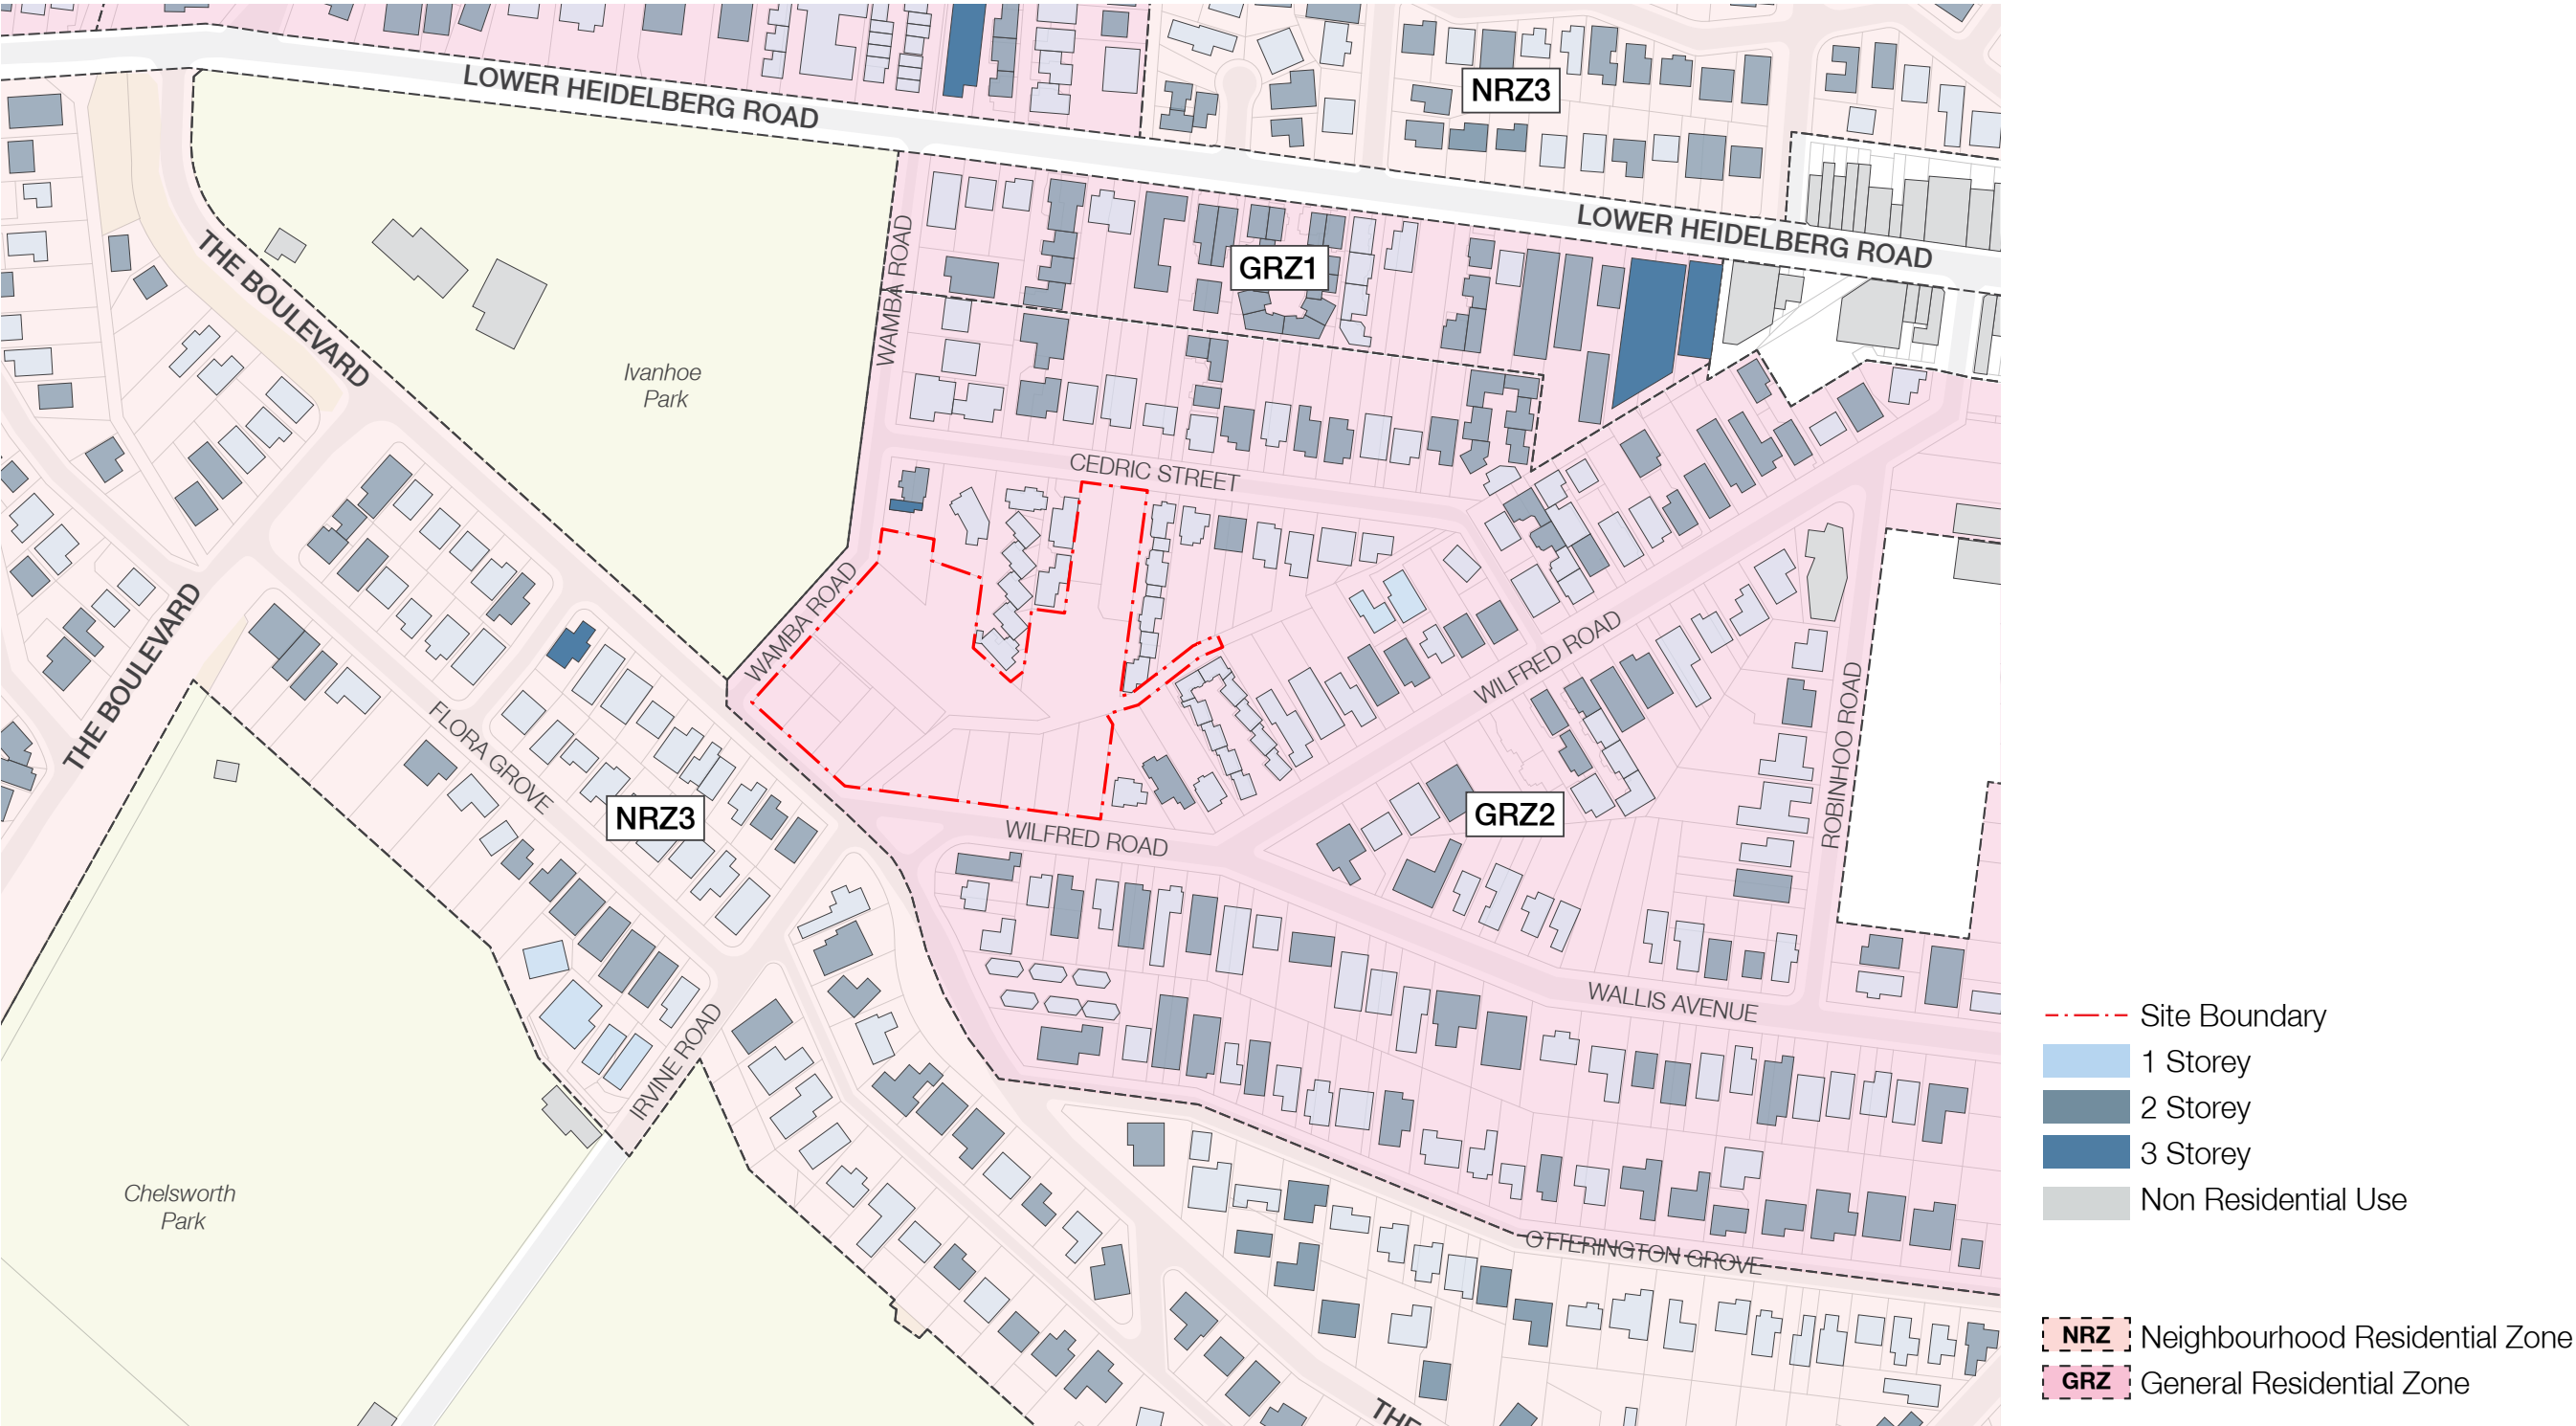 LOWER HEIDELBERG ROAD
NRZ3
LOWER HEIDELBERG ROAD
WAMBA ROAD
GRZ1
THE BOULEVARD
Ivanhoe
Park
CEDRIC STREET
WAMBA ROAD
THE BOULEVARD
WILFRED ROAD
ROBINHOO ROAD
FLORA GROVE
NRZ3
WILFRED ROAD
GRZ2
WALLIS AVENUE
IRVINE ROAD
Chelsworth
Park
OTTERINGTON GROVE
THE
Site Boundary
1 Storey
2 Storey
3 Storey
Non Residential Use
NRZ Neighbourhood Residential Zone
GRZ General Residential Zone